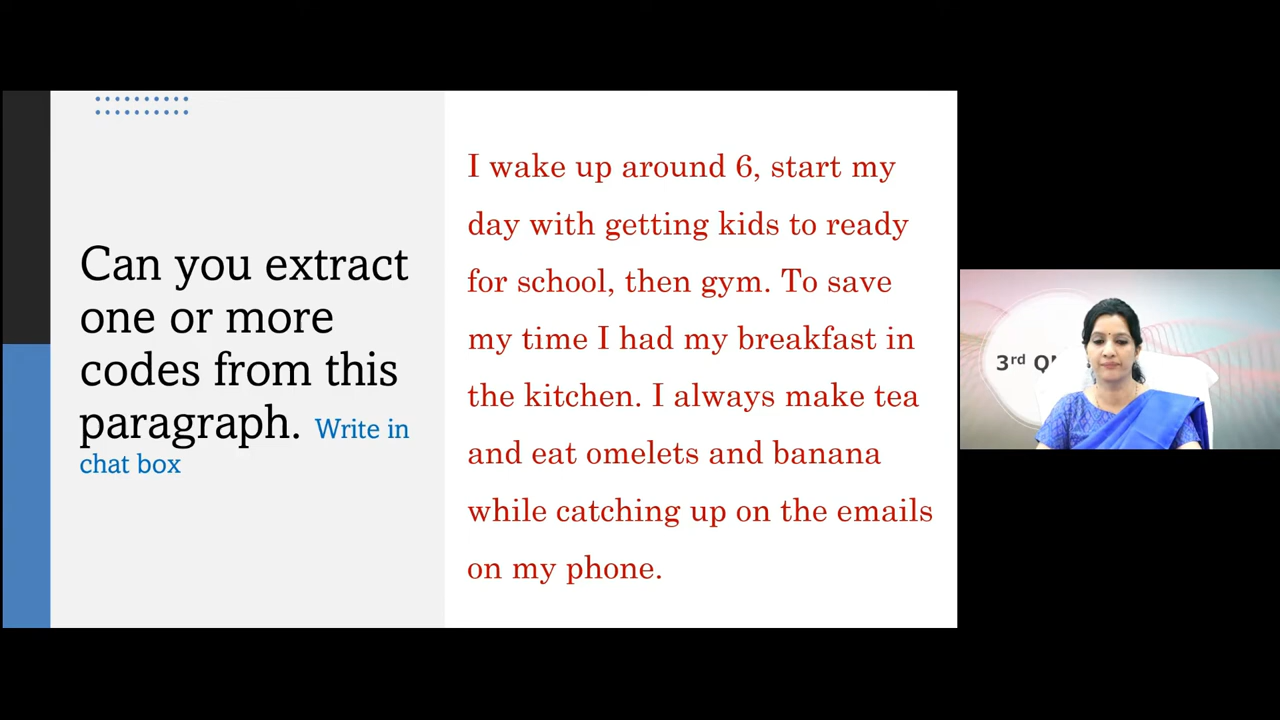 Can you extract
one or more
codes from this
paragraph. Write in
chat box
I wake up around 6, start my
day with getting kids to ready
for school, then gym. To save
my time I had my breakfast in
the kitchen. I always make tea
and eat omelets and banana
while catching up on the emails
on my phone.
3rd